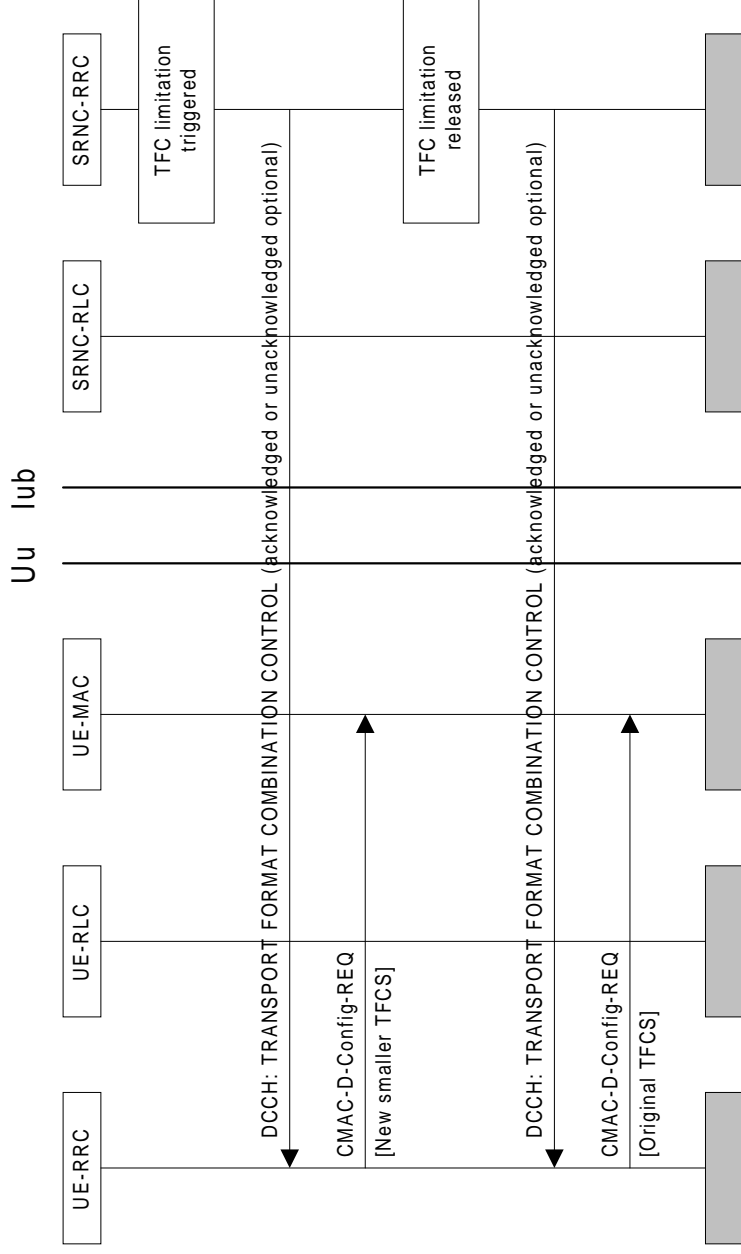 Uu Iub
UE-RRC
UE-RLC
UE-MAC
SRNC-RLC
SRNC-RRC
TFC limitation
triggered
DCCH: TRANSPORT FORMAT COMBINATION CONTROL (acknowledged or unacknowledged optional)
CMAC-D-Config-REQ
[New smaller TFCS]
TFC limitation
released
DCCH: TRANSPORT FORMAT COMBINATION CONTROL (acknowledged or unacknowledged optional)
CMAC-D-Config-REQ
[Original TFCS]